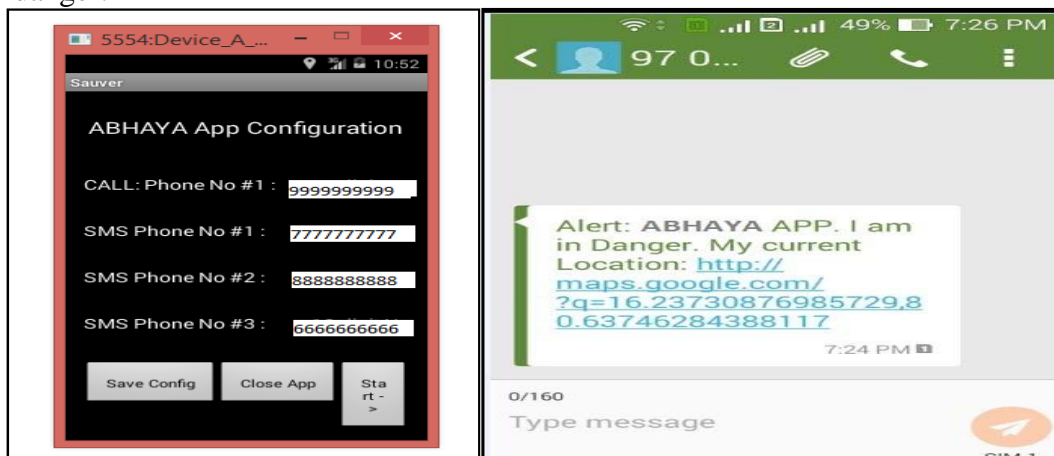 5554:Device_A_...
10:52
Sauver
ABHAYA App Configuration
CALL: Phone No #1 : 9999999999
SMS Phone No #1 : 7777777777
SMS Phone No #2 : 8888888888
SMS Phone No #3 : 6666666666
Save Config
Close App
Sta
rt -
>
49% 7:26 PM
97 0...
Alert: ABHAYA APP. I am
in Danger. My current
Location: http://
maps.google.com/
?q=16.23730876985729,8
0.63746284388117
7:24 PM
0/160
Type message